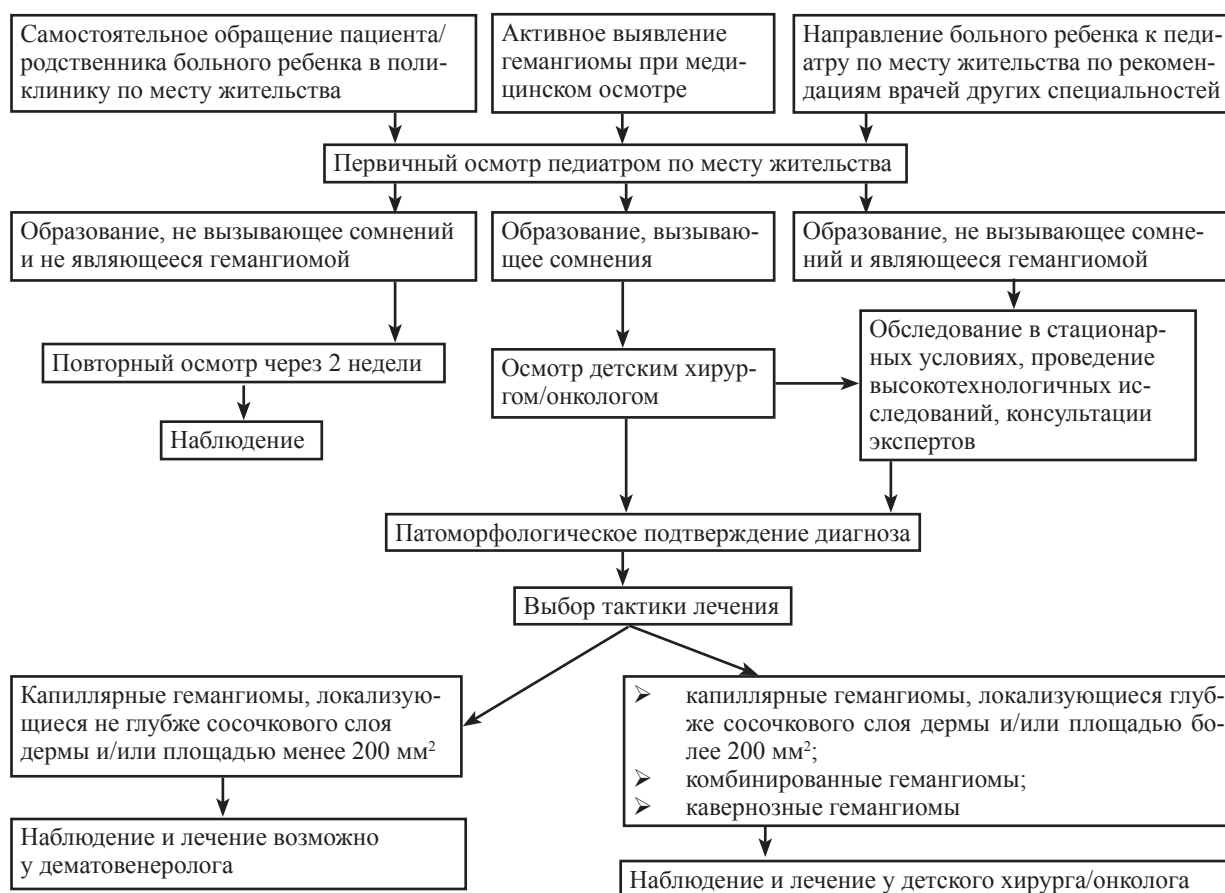 Самостоятельное обращение пациента/
родственника больного ребенка в поли-
клинику по месту жительства
Активное выявление
гемангиомы при меди-
цинском осмотре
Направление больного ребенка к педи-
атру по месту жительства по рекомен-
дациям врачей других специальностей
Первичный осмотр педиатром по месту жительства
Образование, не вызывающее сомнений
и не являющееся гемангиомой
Образование, вызываю-
щее сомнения
Образование, не вызывающее сомне-
ний и являющееся гемангиомой
Повторный осмотр через 2 недели
Наблюдение
Осмотр детским хирур-
гом/онкологом
Обследование в стационар-
ных условиях, проведение
высокотехнологичных ис-
следований, консультации
экспертов
Патоморфологическое подтверждение диагноза
Выбор тактики лечения
Капиллярные гемангиомы, локализую-
щиеся не глубже сосочкового слоя
дермы и/или площадью менее 200 мм²
➢ капиллярные гемангиомы, локализующиеся глуб-
же сосочкового слоя дермы и/или площадью бо-
лее 200 мм²;
➢ комбинированные гемангиомы;
➢ кавернозные гемангиомы
Наблюдение и лечение возможно
у дематовенеролога
Наблюдение и лечение у детского хирурга/онколога